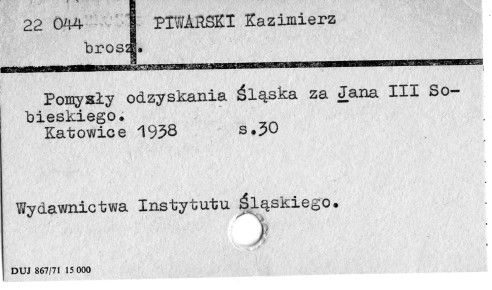 22 044
PIWARSKI Kazimierz
brosz.
Pomysły odzyskania Śląska za Jana III So-
bieskiego.
Katowice 1938 s.30
Wydawnictwa Instytutu Śląskiego.
DUJ 867/71 15 000